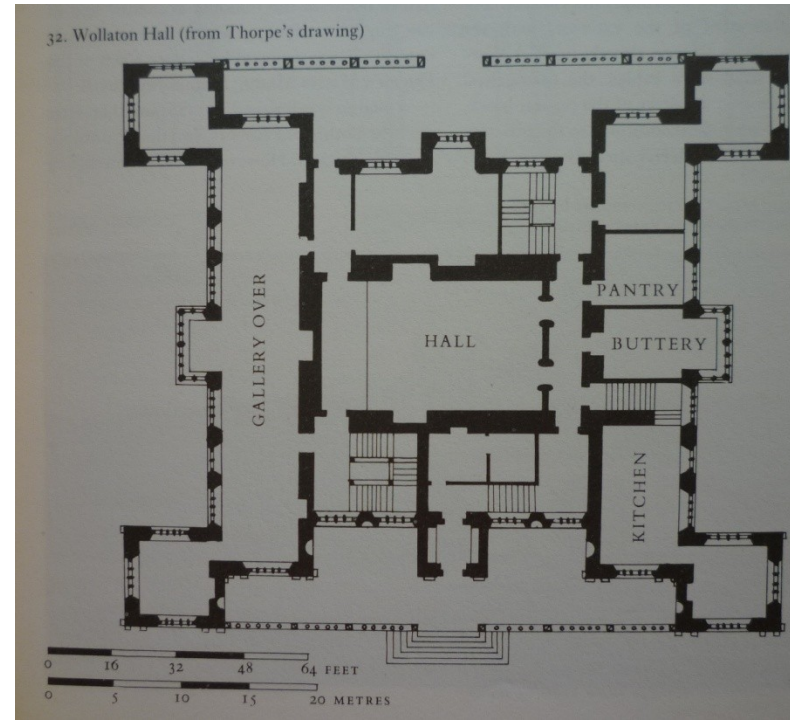 32. Wollaton Hall (from Thorpe's drawing)
GALLERY OVER
HALL
PANTRY
BUTTERY
KITCHEN
0 16 32 48 64 FEET
0 5 10 15 20 METRES